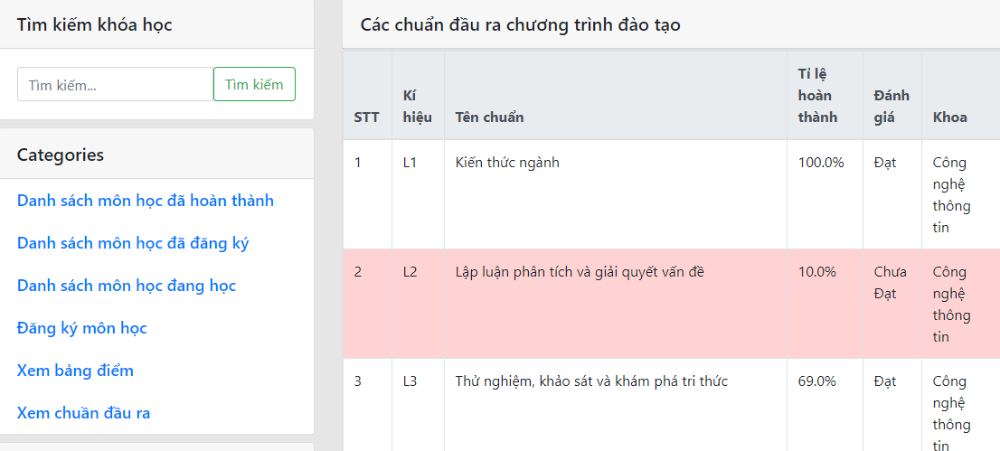 Tìm kiếm khóa học
Tìm kiếm...
Tìm kiếm
Categories
Danh sách môn học đã hoàn thành
Danh sách môn học đã đăng ký
Danh sách môn học đang học
Đăng ký môn học
Xem bảng điểm
Xem chuẩn đầu ra
Các chuẩn đầu ra chương trình đào tạo
STT
Kí
hiệu
Tên chuẩn
Tỉ lệ
hoàn
thành
Đánh
giá
Khoa
1
L1
Kiến thức ngành
100.0%
Đạt
Công
nghệ
thông
tin
2
L2
Lập luận phân tích và giải quyết vấn đề
10.0%
Chưa
Đạt
Công
nghệ
thông
tin
3
L3
Thử nghiệm, khảo sát và khám phá tri thức
69.0%
Đạt
Công
nghệ
thông
tin